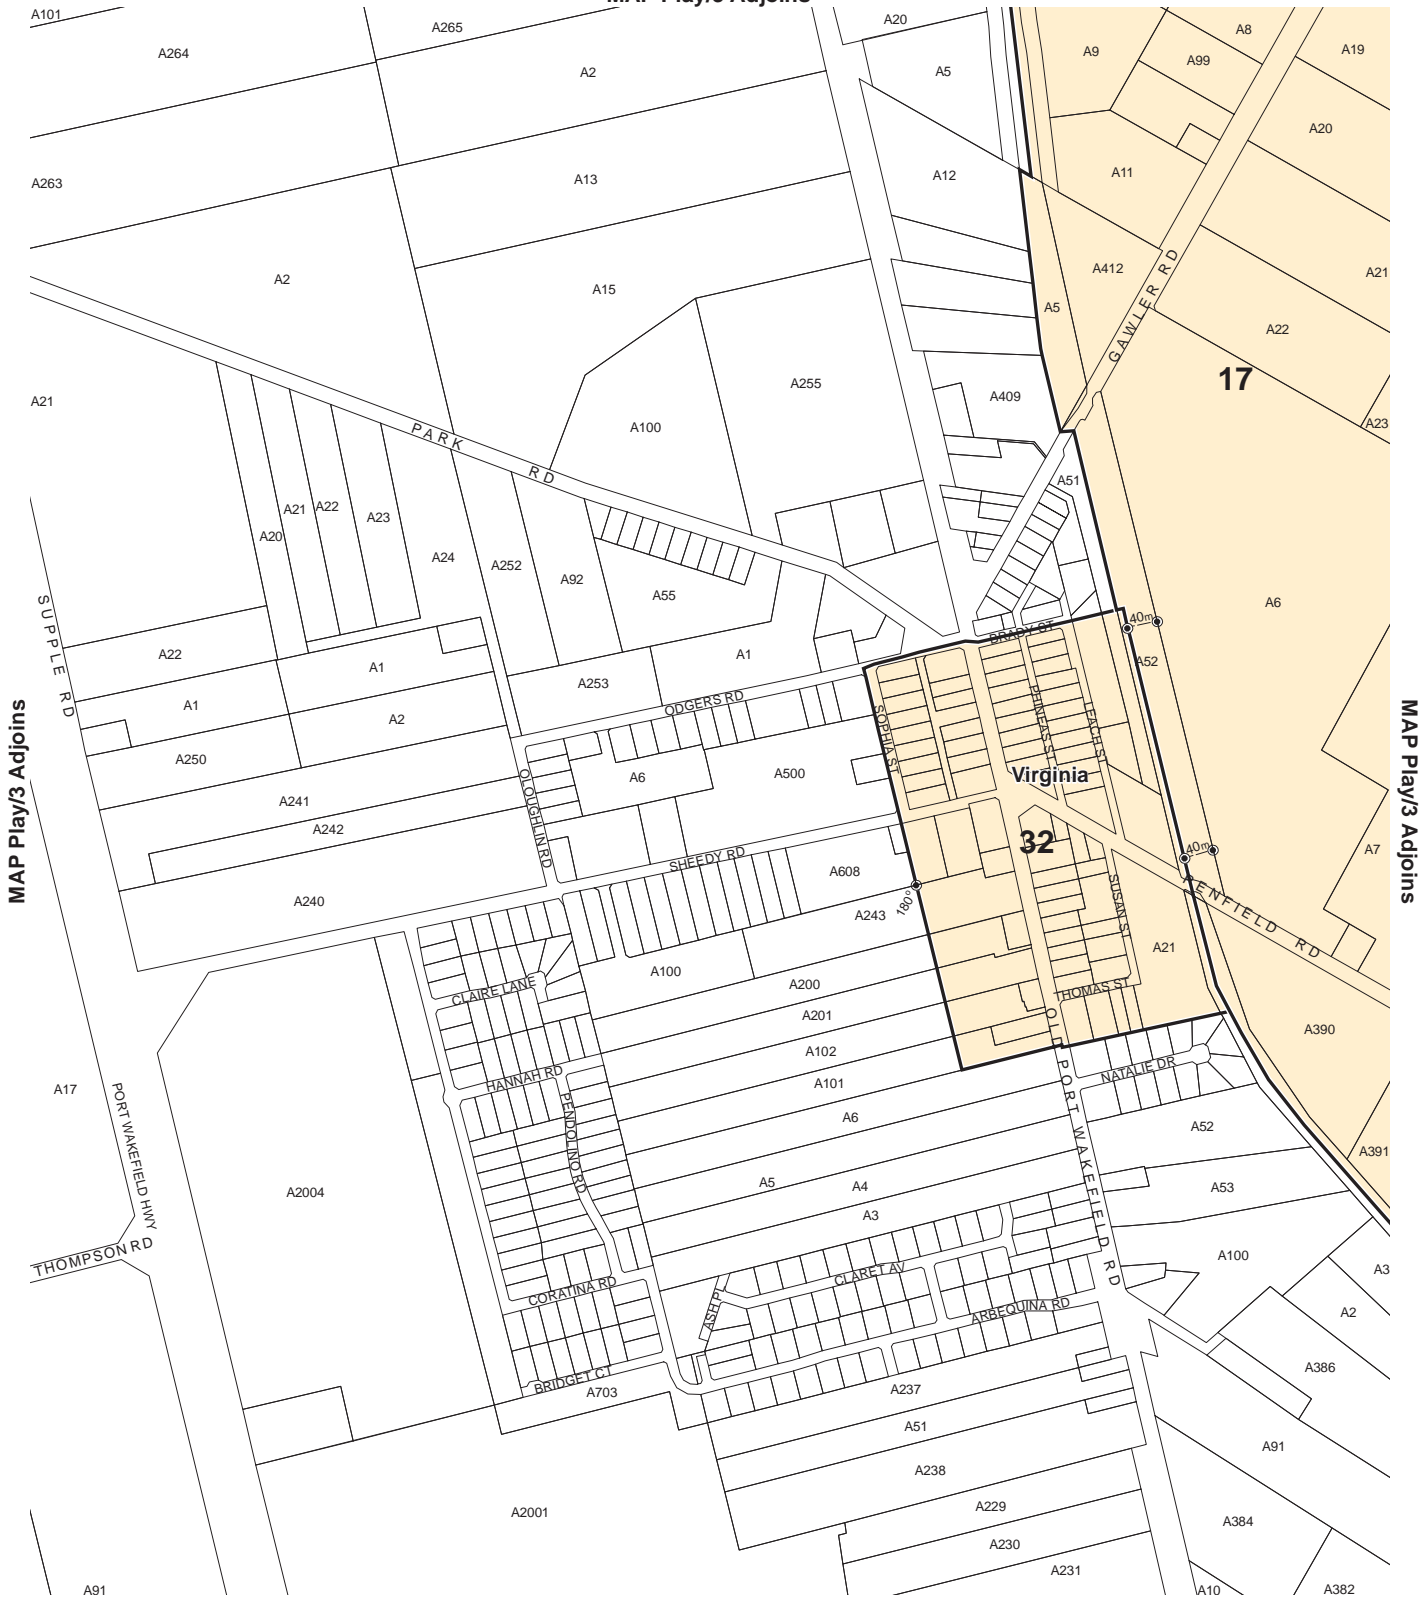 MAP Play/3 Adjoins
A101
A264
A265
A2
A20
A5
A9
A8
A99
A19
A20
A263
A13
A12
A11
A2
A15
A412
A21
A5
GAWLER RD
A22
A21
A255
A409
17
A100
A23
PARK RD
A51
A20
A21
A22
A23
A24
A252
A92
A55
A6
SUPPLE RD
40m
BRADY CT
A22
A1
A1
A52
A253
ODGERS RD
A1
A2
SOPHIA ST
PHINEAS ST
LEACH ST
MAP Play/3 Adjoins
MAP Play/3 Adjoins
A250
A6
A500
Virginia
A241
OLOUGHLIN RD
A242
32
40m
A7
SHEEDY RD
A608
A240
180°
A243
SUSAN ST
PENFIELD RD
A21
A100
CLAIRE LANE
A200
THOMAS ST
A201
A390
A102
OLD PORT WAKEFIELD RD
NATALIE DR
HANNAH RD
A101
A17
PORT WAKEFIELD HWY
PENDOLINO RD
A6
A52
A391
A2004
A5
A4
A53
A3
THOMPSON RD
A100
CLARET AV
A3
CORATINA RD
ASH PL
ARBEQUINA RD
A2
A386
BRIDGET CT
A703
A237
A51
A91
A238
A2001
A229
A384
A230
A231
A91
A10
A382